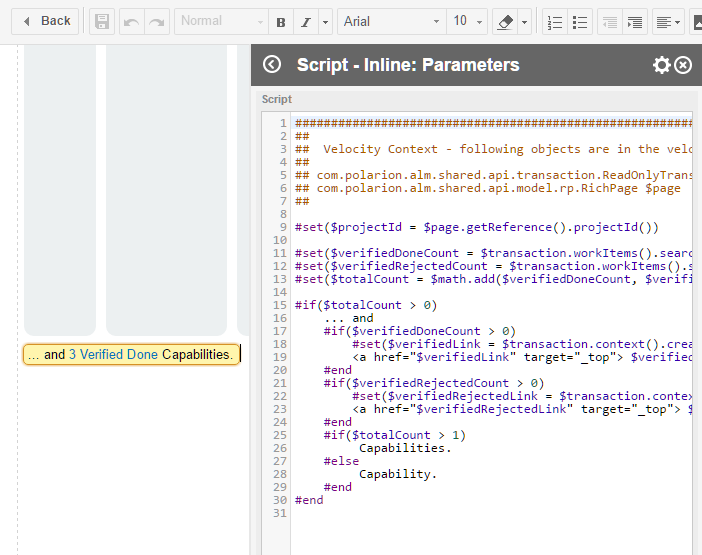 Back Normal B I Arial 10
Script - Inline: Parameters
Script
1 ########################################################
2 ##
3 ## Velocity Context - following objects are in the velo
4 ##
5 ## com.polarion.alm.shared.api.transaction.ReadOnlyTrans
6 ## com.polarion.alm.shared.api.model.rp.RichPage $page
7 ##
8
9 #set($projectId = $page.getReference().projectId())
10
11 #set($verifiedDoneCount = $transaction.workItems().searc
12 #set($verifiedRejectedCount = $transaction.workItems().s
13 #set($totalCount = $math.add($verifiedDoneCount, $verifi
14
15 #if($totalCount > 0)
16 ... and
17 #if($verifiedDoneCount > 0)
18 #set($verifiedLink = $transaction.context().crea
19 <a href="$verifiedLink" target="_top"> $verified
20 #end
21 #if($verifiedRejectedCount > 0)
22 #set($verifiedRejectedLink = $transaction.contex
23 <a href="$verifiedRejectedLink" target="_top"> $
24 #end
25 #if($totalCount > 1)
26 Capabilities.
27 #else
28 Capability.
29 #end
30 #end
31
... and 3 Verified Done Capabilities.